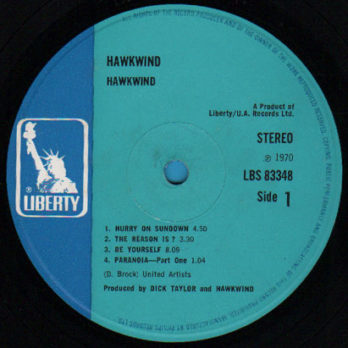 HAWKWIND
HAWKWIND
A Product of
Liberty/U.A. Records Ltd.
STEREO
℗ 1970
LBS 83348
Side 1
LIBERTY
1. HURRY ON SUNDOWN 4.50
2. THE REASON IS ? 3.30
3. BE YOURSELF 8.09
4. PARANOIA—Part One 1.04
(D. Brock) United Artists
Produced by DICK TAYLOR and HAWKWIND